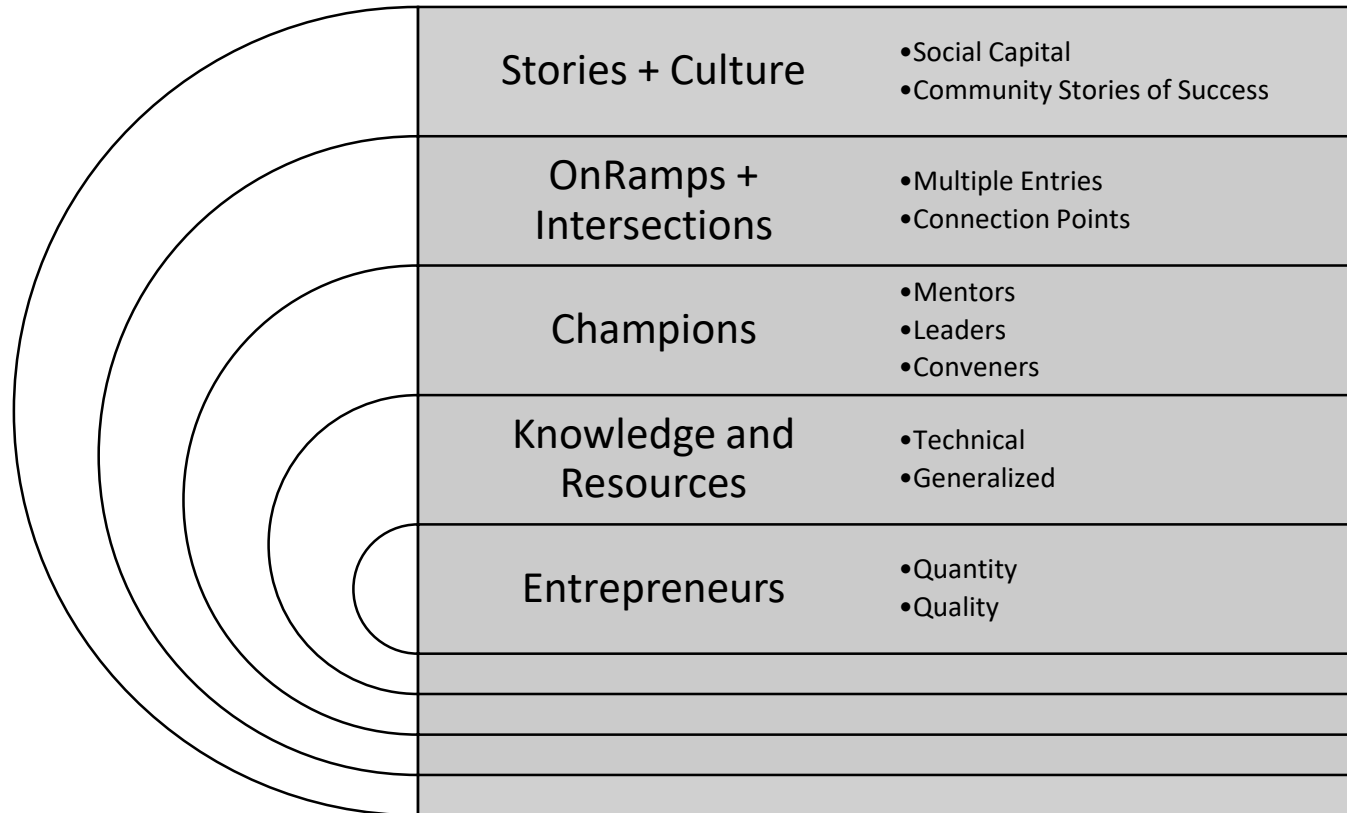 Stories + Culture
•Social Capital
•Community Stories of Success
OnRamps +
Intersections
•Multiple Entries
•Connection Points
Champions
•Mentors
•Leaders
•Conveners
Knowledge and
Resources
•Technical
•Generalized
Entrepreneurs
•Quantity
•Quality